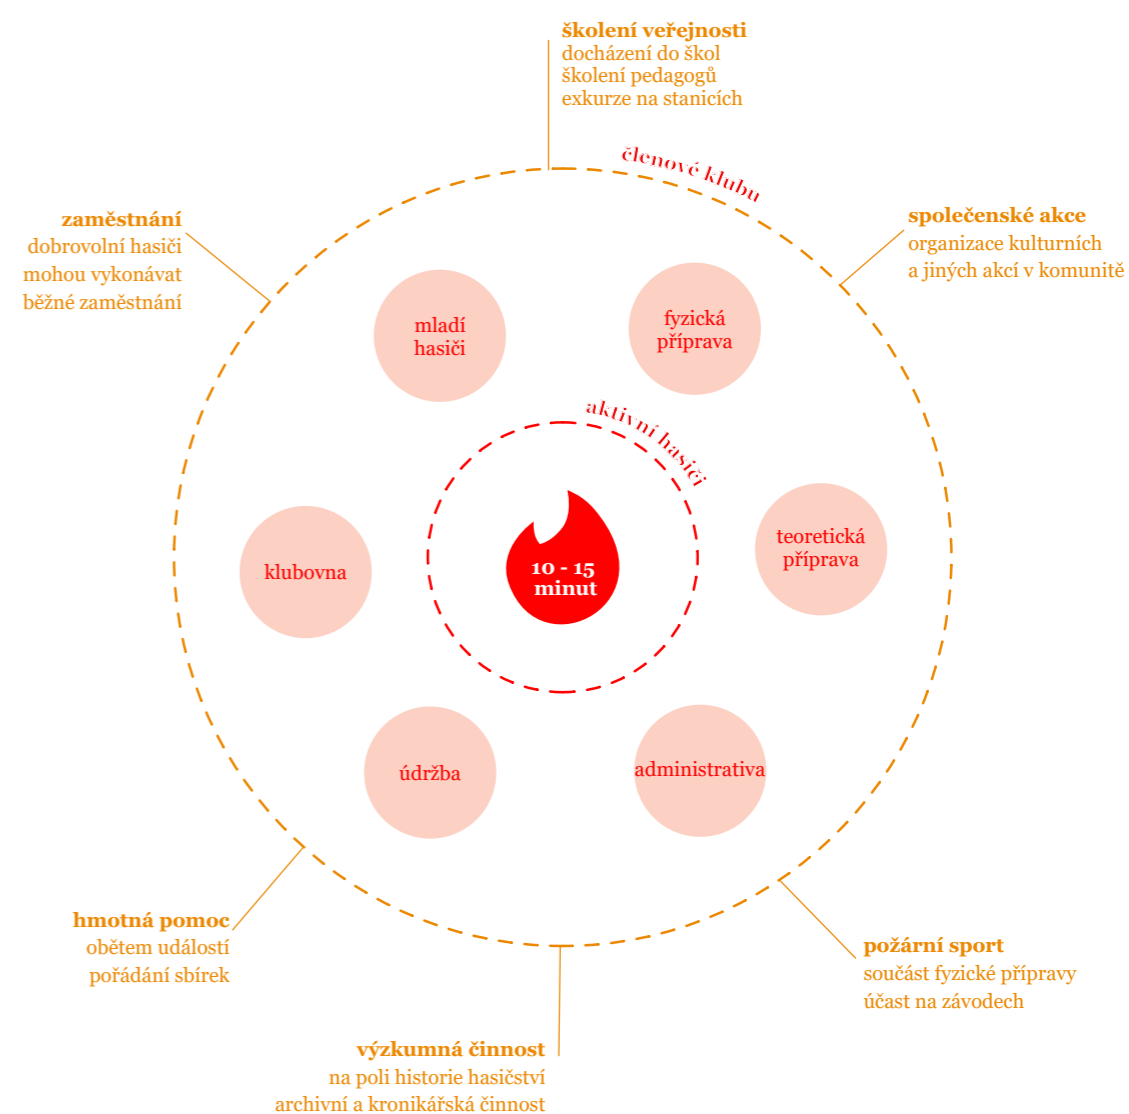 školení veřejnosti
docházení do škol
školení pedagogů
exkurze na stanicích
členové klubu
zaměstnání
dobrovolní hasiči
mohou vykonávat
běžné zaměstnání
společenské akce
organizace kulturních
a jiných akcí v komunitě
mladí
hasiči
fyzická
příprava
aktivní hasiči
klubovna
10 - 15
minut
teoretická
příprava
údržba
administrativa
hmotná pomoc
obětem událostí
pořádání sbírek
požární sport
součást fyzické přípravy
účast na závodech
výzkumná činnost
na poli historie hasičství
archivní a kronikářská činnost